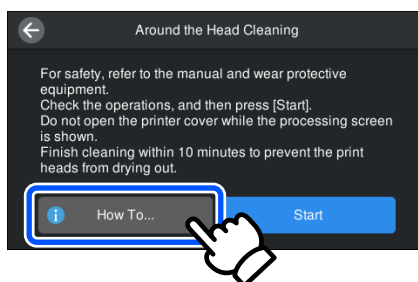 Around the Head Cleaning
For safety, refer to the manual and wear protective
equipment.
Check the operations, and then press [Start].
Do not open the printer cover while the processing screen
is shown.
Finish cleaning within 10 minutes to prevent the print
heads from drying out.
i How To... Start